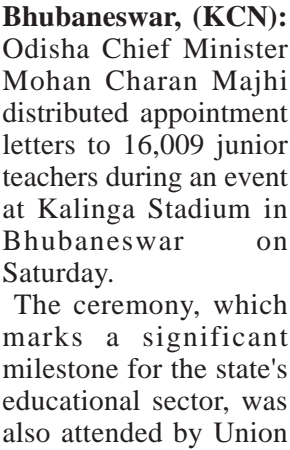 Bhubaneswar, (KCN):
Odisha Chief Minister
Mohan Charan Majhi
distributed appointment
letters to 16,009 junior
teachers during an event
at Kalinga Stadium in
Bhubaneswar on
Saturday.
The ceremony, which
marks a significant
milestone for the state's
educational sector, was
also attended by Union